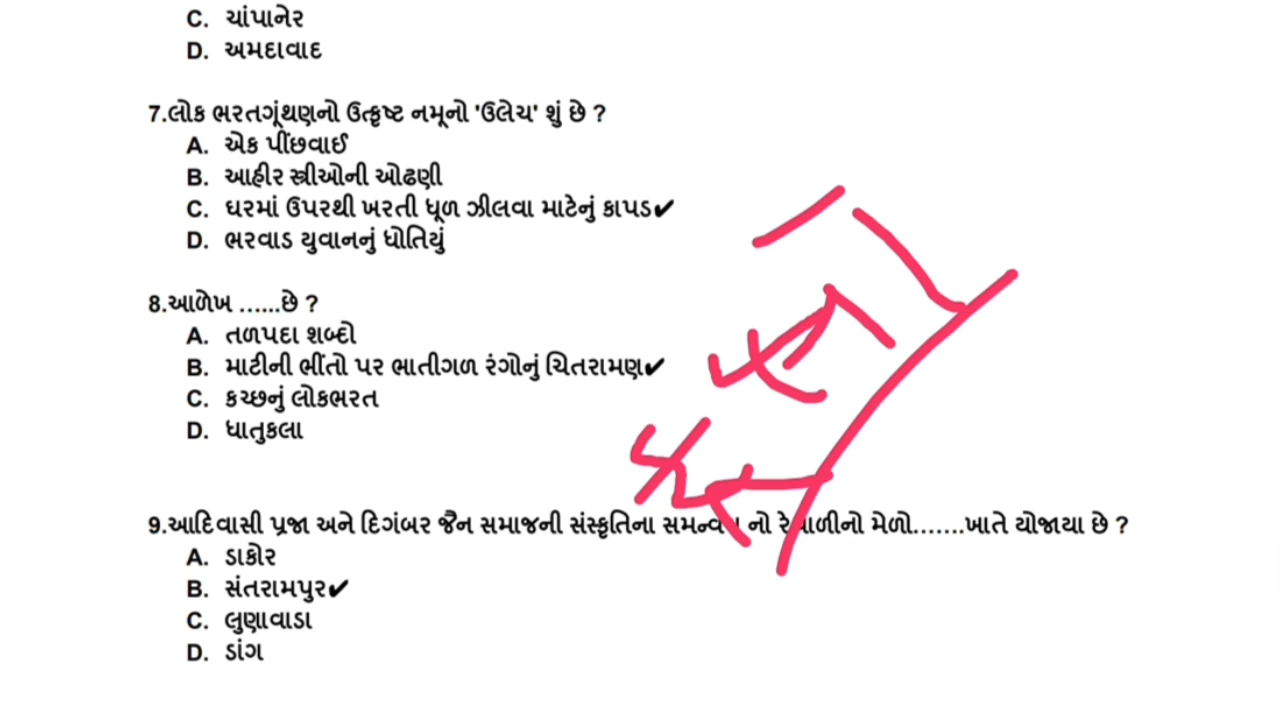 C. ચાંપાનેર
D. અમદાવાદ
7.લોક ભરતગૂંથણનો ઉત્કૃષ્ટ નમૂનો 'ઉલેચ' શું છે ?
A. એક પીંછવાઈ
B. આહીર સ્ત્રીઓની ઓઢણી
C. ઘરમાં ઉપરથી ખરતી ધૂળ ઝીલવા માટેનું કાપડ✔
D. ભરવાડ યુવાનનું ધોતિયું
8.આળેખ ......છે ?
A. તળપદા શબ્દો
B. માટીની ભીંતો પર ભાતીગળ રંગોનું ચિતરામણ✔
C. કચ્છનું લોકભરત
D. ધાતુકલા
9.આદિવાસી પ્રજા અને દિગંબર જૈન સમાજની સંસ્કૃતિના નો મેળો.......ખાતે યોજાયા છે ?
A. ડાકોર
B. સંતરામપુર✔
C. લુણાવાડા
D. ડાંગ